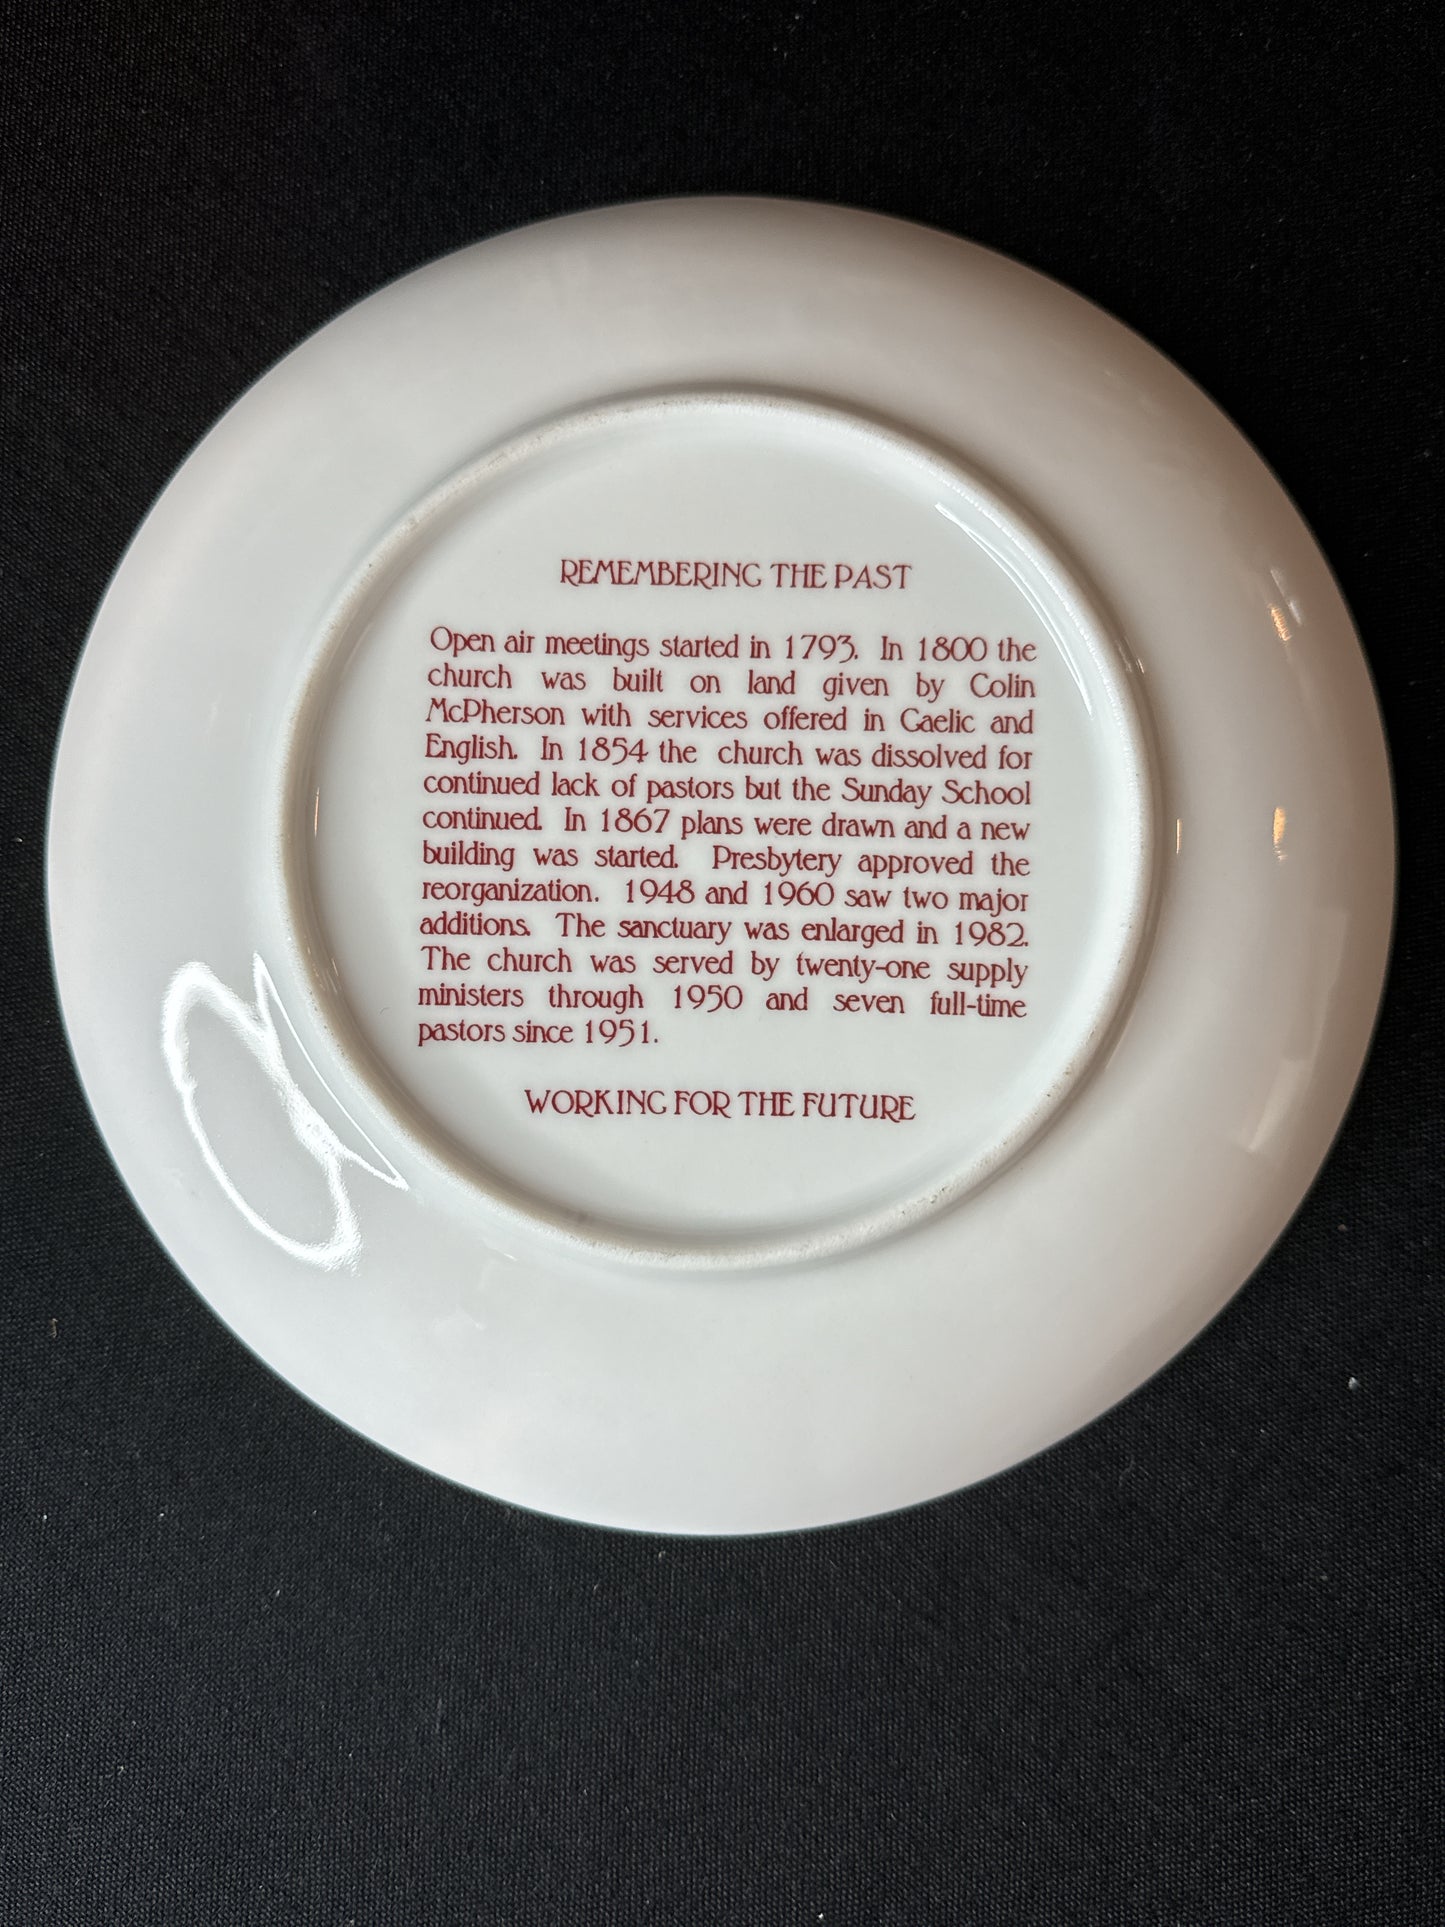 REMEMBERING THE PAST
Open air meetings started in 1793. In 1800 the
church was built on land given by Colin
McPherson with services offered in Gaelic and
English. In 1854 the church was dissolved for
continued lack of pastors but the Sunday School
continued. In 1867 plans were drawn and a new
building was started. Presbytery approved the
reorganization. 1948 and 1960 saw two major
additions. The sanctuary was enlarged in 1982.
The church was served by twenty-one supply
ministers through 1950 and seven full-time
pastors since 1951.
WORKING FOR THE FUTURE